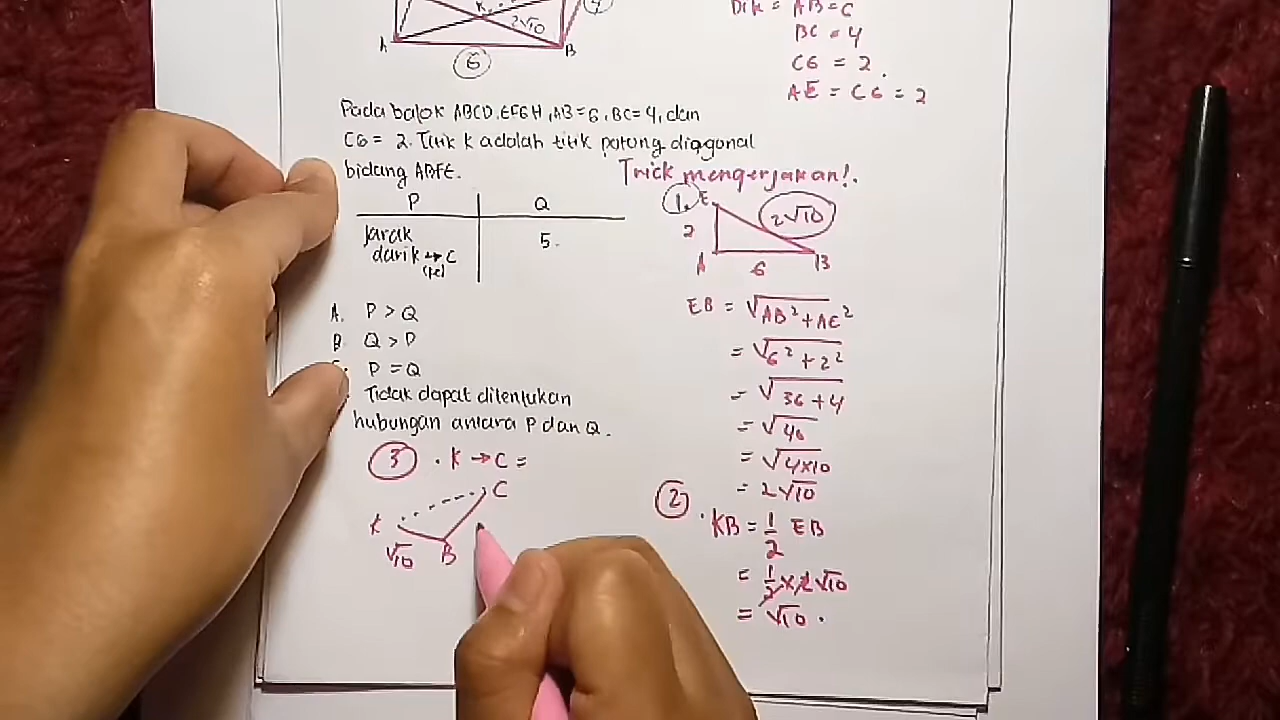 A
K
2√10
B
6
4
Dik = AB = 6
BC = 4
CG = 2.
AE = CG = 2
Pada balok ABCD.EFGH, AB = 6, BC = 4, dan
CG = 2. Titik K adalah titik potong diagonal
bidang ABFE.
P Q
Jarak
dari K → C
(ke)
5.
A. P > Q
B. Q > P
C. P = Q
Tidak dapat ditentukan
hubungan antara P dan Q.
Trick mengerjakan!.
1. E
2√10
2
A 6 B
EB = √AB² + AE²
= √6² + 2²
= √36 + 4
= √40
= √4×10
= 2√10
2
. KB = 1/2 EB
= 1/2 × 2√10
= √10 .
3 . K → C =
C
K
√10 B